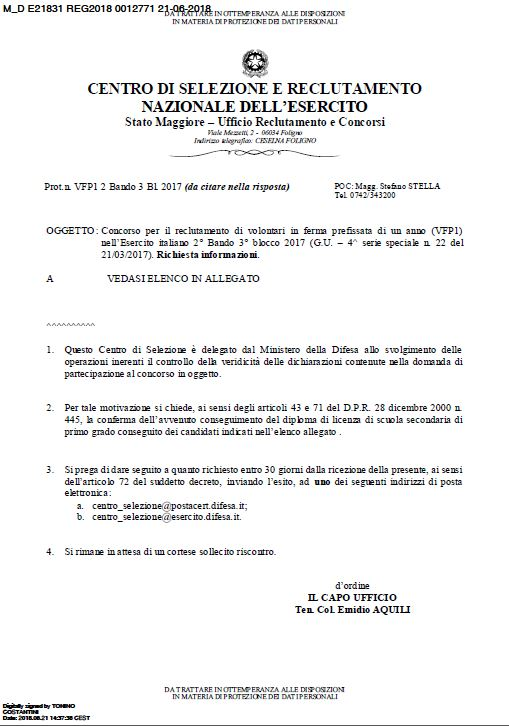 M_D E21831 REG2018 0012771 21-06-2018
DA TRATTARE IN OTTEMPERANZA ALLE DISPOSIZIONI
IN MATERIA DI PROTEZIONE DEI DATI PERSONALI
CENTRO DI SELEZIONE E RECLUTAMENTO
NAZIONALE DELL’ESERCITO
Stato Maggiore – Ufficio Reclutamento e Concorsi
Viale Mezzetti, 2 - 06034 Foligno
Indirizzo telegrafico: CESELNA FOLIGNO
Prot.n. VFP1 2 Bando 3 B1 2017 (da citare nella risposta)
POC: Magg. Stefano STELLA
Tel. 0742/343200
OGGETTO: Concorso per il reclutamento di volontari in ferma prefissata di un anno (VFP1)
nell’Esercito italiano 2° Bando 3° blocco 2017 (G.U. – 4^ serie speciale n. 22 del
21/03/2017). Richiesta informazioni.
A VEDASI ELENCO IN ALLEGATO
^^^^^^^^^^
1. Questo Centro di Selezione è delegato dal Ministero della Difesa allo svolgimento delle
operazioni inerenti il controllo della veridicità delle dichiarazioni contenute nella domanda di
partecipazione al concorso in oggetto.
2. Per tale motivazione si chiede, ai sensi degli articoli 43 e 71 del D.P.R. 28 dicembre 2000 n.
445, la conferma dell’avvenuto conseguimento del diploma di licenza di scuola secondaria di
primo grado conseguito dei candidati indicati nell’elenco allegato .
3. Si prega di dare seguito a quanto richiesto entro 30 giorni dalla ricezione della presente, ai sensi
dell’articolo 72 del suddetto decreto, inviando l’esito, ad uno dei seguenti indirizzi di posta
elettronica:
a. centro_selezione@postacert.difesa.it;
b. centro_selezione@esercito.difesa.it.
4. Si rimane in attesa di un cortese sollecito riscontro.
d’ordine
IL CAPO UFFICIO
Ten. Col. Emidio AQUILI
DA TRATTARE IN OTTEMPERANZA ALLE DISPOSIZIONI
IN MATERIA DI PROTEZIONE DEI DATI PERSONALI
Digitally signed by TONINO
COSTANTINI
Date: 2018.06.21 14:37:36 CEST